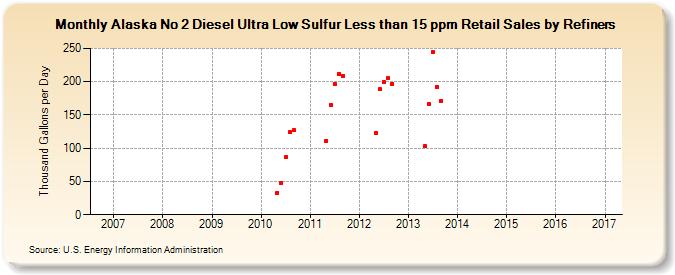 Monthly Alaska No 2 Diesel Ultra Low Sulfur Less than 15 ppm Retail Sales by Refiners
Thousand Gallons per Day
250
200
150
100
50
0
2007 2008 2009 2010 2011 2012 2013 2014 2015 2016 2017
Source: U.S. Energy Information Administration